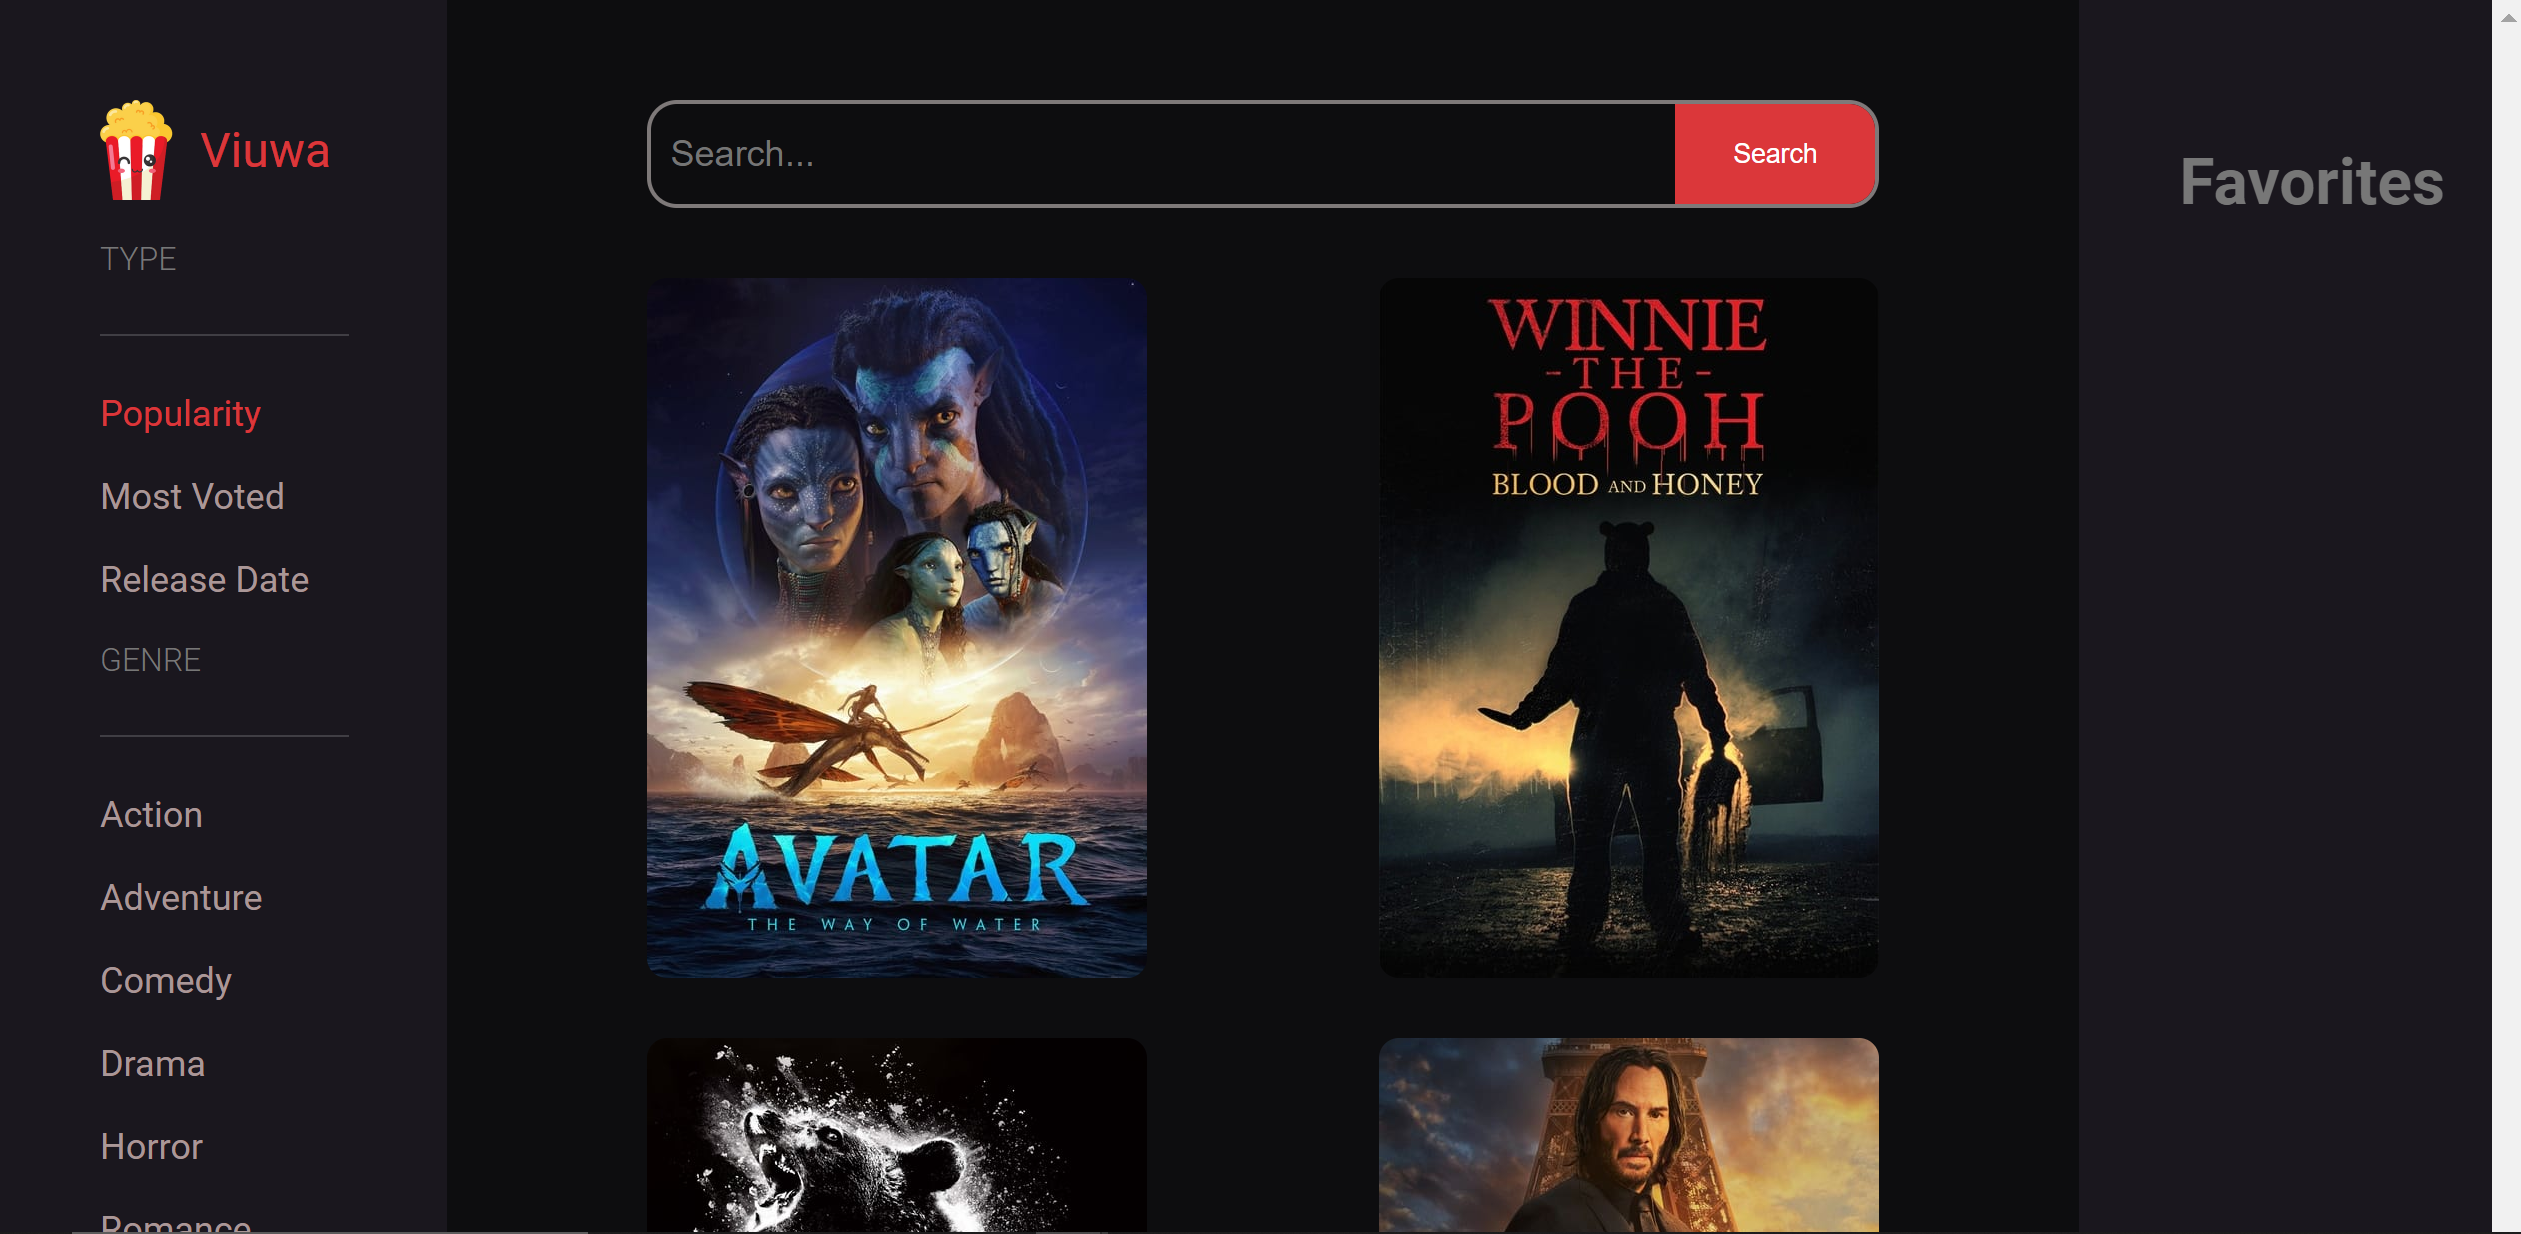 Viuwa
TYPE
Popularity
Most Voted
Release Date
GENRE
Action
Adventure
Comedy
Drama
Horror
Romance
Search...
Search
AVATAR
THE WAY OF WATER
WINNIE
-THE-
POOH
BLOOD AND HONEY
Favorites